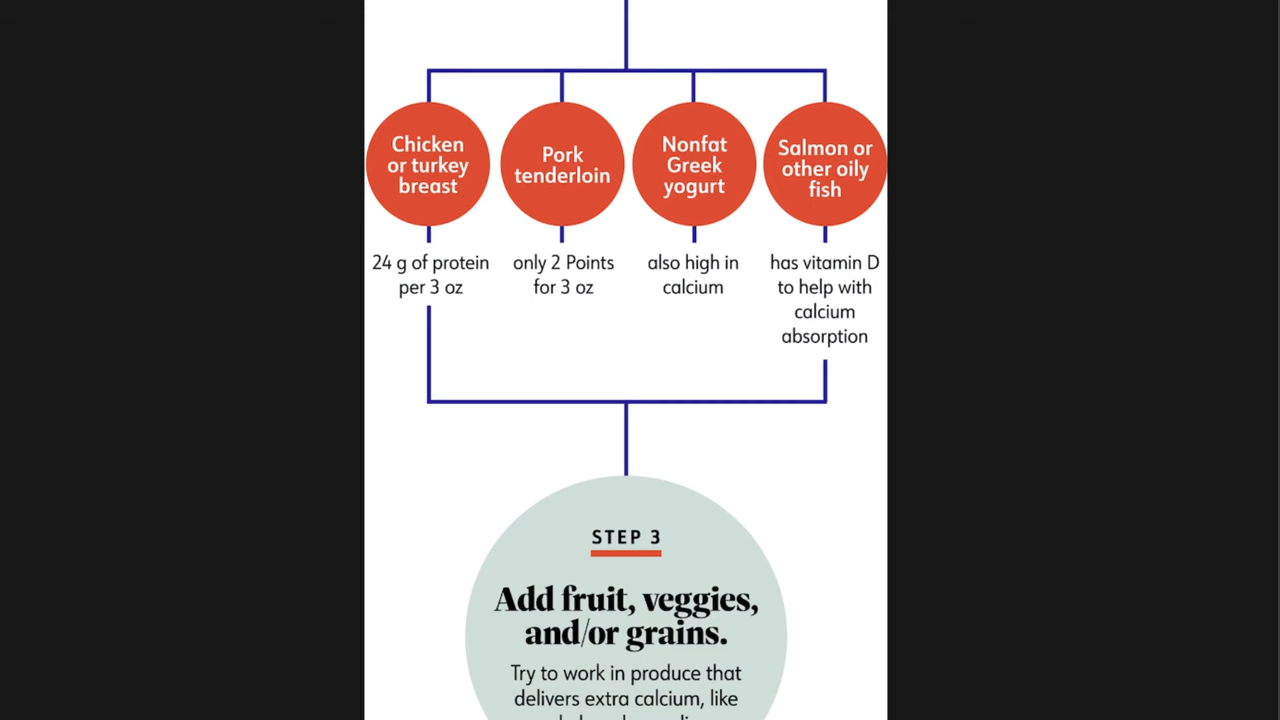 Chicken
or turkey
breast
Pork
tenderloin
Nonfat
Greek
yogurt
Salmon or
other oily
fish
24 g of protein
per 3 oz
only 2 Points
for 3 oz
also high in
calcium
has vitamin D
to help with
calcium
absorption
STEP 3
Add fruit, veggies,
and/or grains.
Try to work in produce that
delivers extra calcium, like